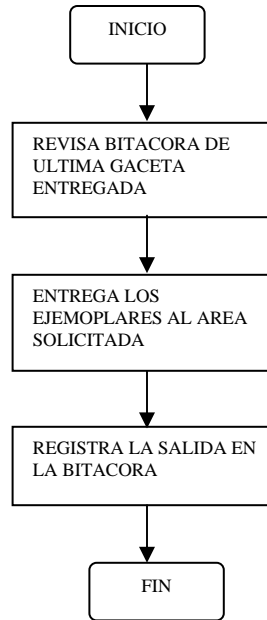 INICIO
REVISA BITACORA DE
ULTIMA GACETA
ENTREGADA
ENTREGA LOS
EJEMOPLARES AL AREA
SOLICITADA
REGISTRA LA SALIDA EN
LA BITACORA
FIN